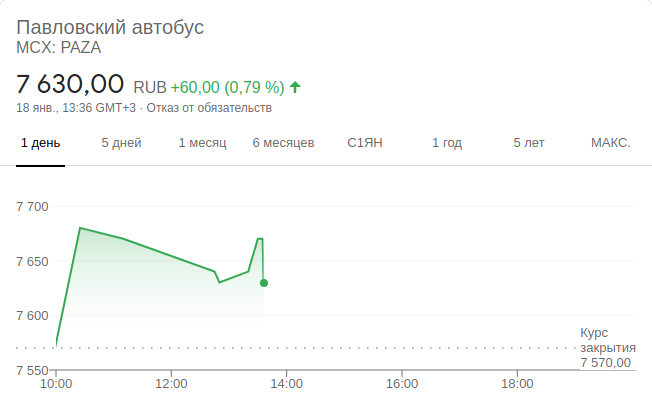 Павловский автобус
MCX: PAZA
7 630,00 RUB +60,00 (0,79 %)
18 янв., 13:36 GMT+3 · Отказ от обязательств
1 день 5 дней 1 месяц 6 месяцев С1ЯН 1 год 5 лет МАКС.
7 700
7 650
7 600
7 550
Курс
закрытия
7 570,00
10:00 12:00 14:00 16:00 18:00